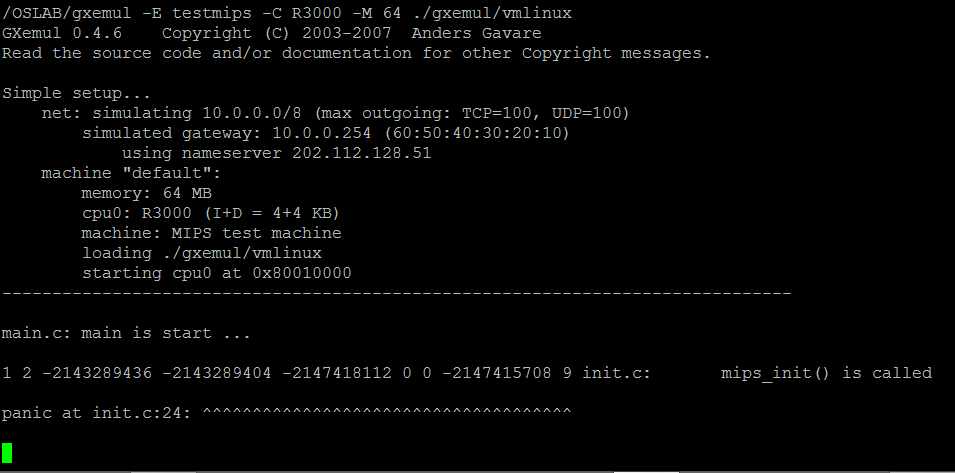 /OSLAB/gxemul -E testmips -C R3000 -M 64 ./gxemul/vmlinux
GXemul 0.4.6    Copyright (C) 2003-2007  Anders Gavare
Read the source code and/or documentation for other Copyright messages.
Simple setup...
    net: simulating 10.0.0.0/8 (max outgoing: TCP=100, UDP=100)
        simulated gateway: 10.0.0.254 (60:50:40:30:20:10)
            using nameserver 202.112.128.51
    machine "default":
        memory: 64 MB
        cpu0: R3000 (I+D = 4+4 KB)
        machine: MIPS test machine
        loading ./gxemul/vmlinux
        starting cpu0 at 0x80010000
-------------------------------------------------------------------------------
main.c: main is start ...
1 2 -2143289436 -2143289404 -2147418112 0 0 -2147415708 9 init.c:       mips_init() is called
panic at init.c:24: ^^^^^^^^^^^^^^^^^^^^^^^^^^^^^^^^^^^^^